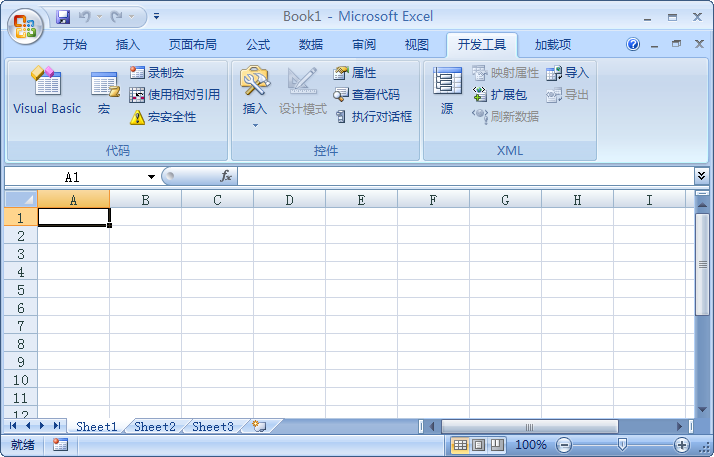 Book1 - Microsoft Excel
开始 插入 页面布局 公式 数据 审阅 视图 开发工具 加载项
Visual Basic 宏 录制宏 使用相对引用 宏安全性
插入 设计模式 属性 查看代码 执行对话框
源 映射属性 扩展包 刷新数据 导入 导出
代码 控件 XML
A1 fx
A B C D E F G H I
1
2
3
4
5
6
7
8
9
10
11
12
Sheet1 Sheet2 Sheet3
就绪 100%